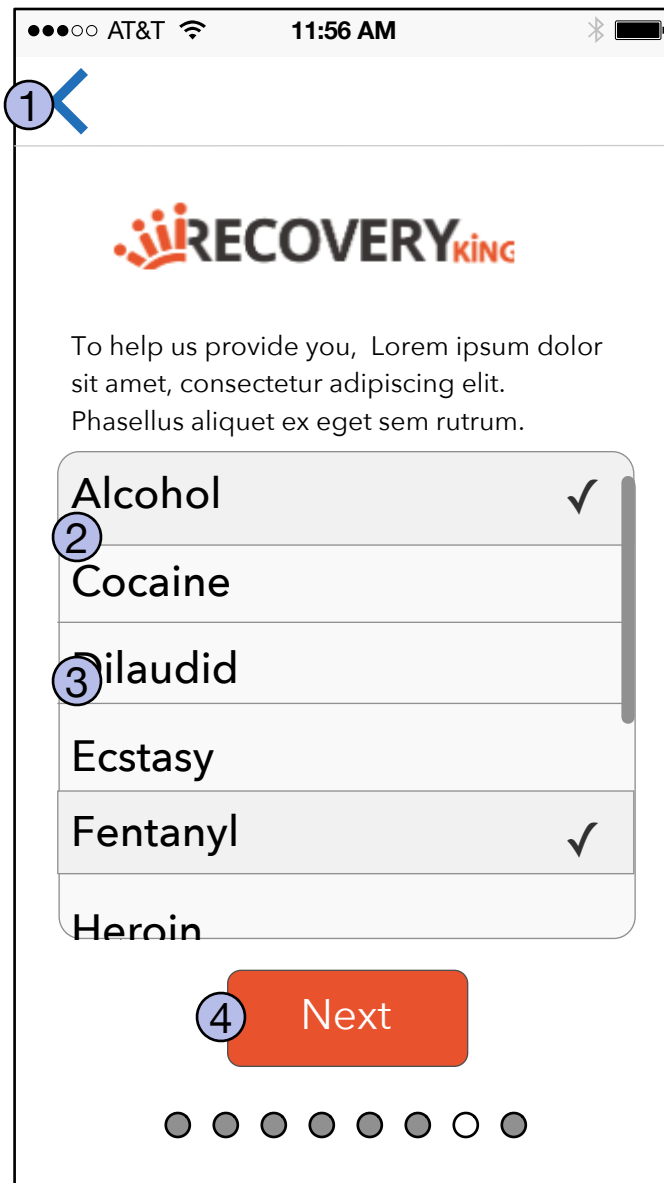 AT&T 11:56 AM
1
RECOVERYKiNG
To help us provide you, Lorem ipsum dolor
sit amet, consectetur adipiscing elit.
Phasellus aliquet ex eget sem rutrum.
Alcohol ✓
2
Cocaine
3 Dilaudid
Ecstasy
Fentanyl ✓
Heroin
4 Next